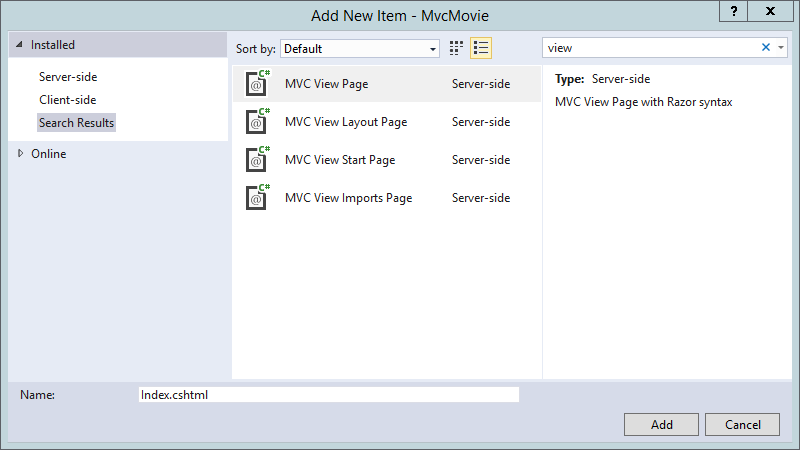 Add New Item - MvcMovie
? X
Installed
Server-side
Client-side
Search Results
Online
Sort by: Default
view
C# @ MVC View Page Server-side
C# @ MVC View Layout Page Server-side
C# @ MVC View Start Page Server-side
C# @ MVC View Imports Page Server-side
Type: Server-side
MVC View Page with Razor syntax
Name: Index.cshtml
Add Cancel